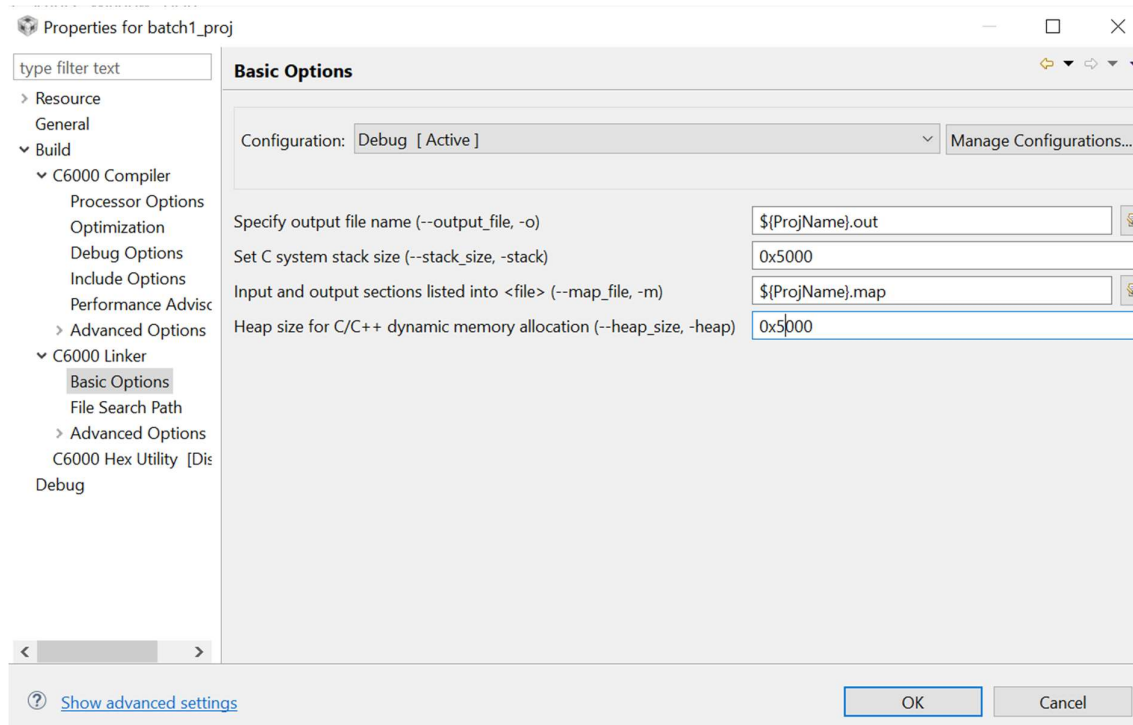 Properties for batch1_proj
type filter text
Resource
General
Build
C6000 Compiler
Processor Options
Optimization
Debug Options
Include Options
Performance Advisc
Advanced Options
C6000 Linker
Basic Options
File Search Path
Advanced Options
C6000 Hex Utility [Dis
Debug
Basic Options
Configuration: Debug [ Active ] Manage Configurations...
Specify output file name (--output_file, -o) ${ProjName}.out
Set C system stack size (--stack_size, -stack) 0x5000
Input and output sections listed into <file> (--map_file, -m) ${ProjName}.map
Heap size for C/C++ dynamic memory allocation (--heap_size, -heap) 0x5000
Show advanced settings
OK Cancel